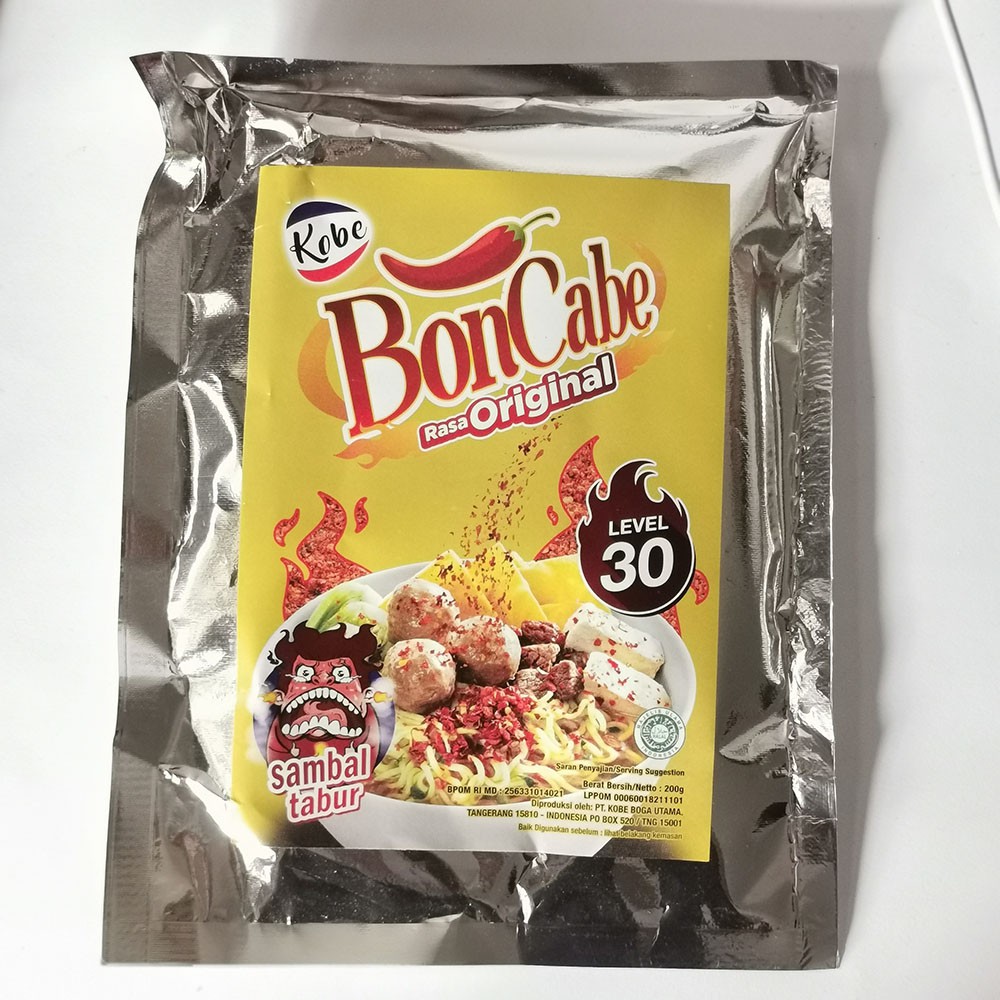 Kobe
BonCabe
Rasa Original
LEVEL
30
sambal
tabur
Saran Penyajian/Serving Suggestion
BPOM RI MD : 256331014021
Berat Bersih/Netto : 200g
LPPOM 00060018211101
Diproduksi oleh: PT. KOBE BOGA UTAMA.
TANGERANG 15810 - INDONESIA PO BOX 520 / TNG 15001
Baik Digunakan sebelum : lihat belakang kemasan